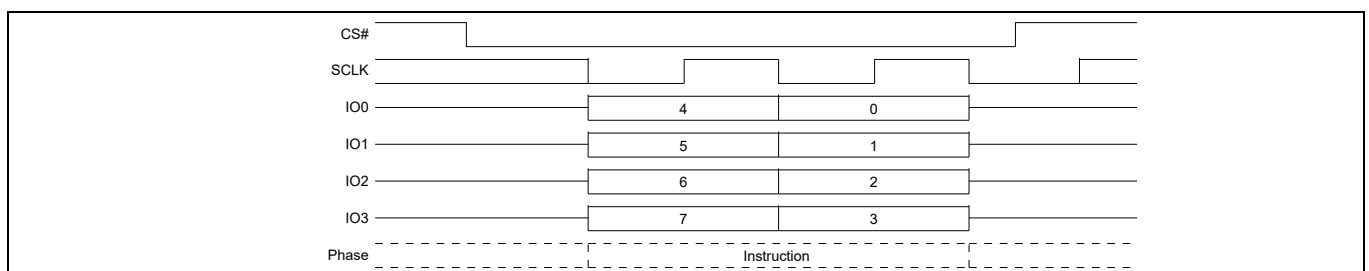 CS#
SCLK
IO0 4 0
IO1 5 1
IO2 6 2
IO3 7 3
Phase Instruction